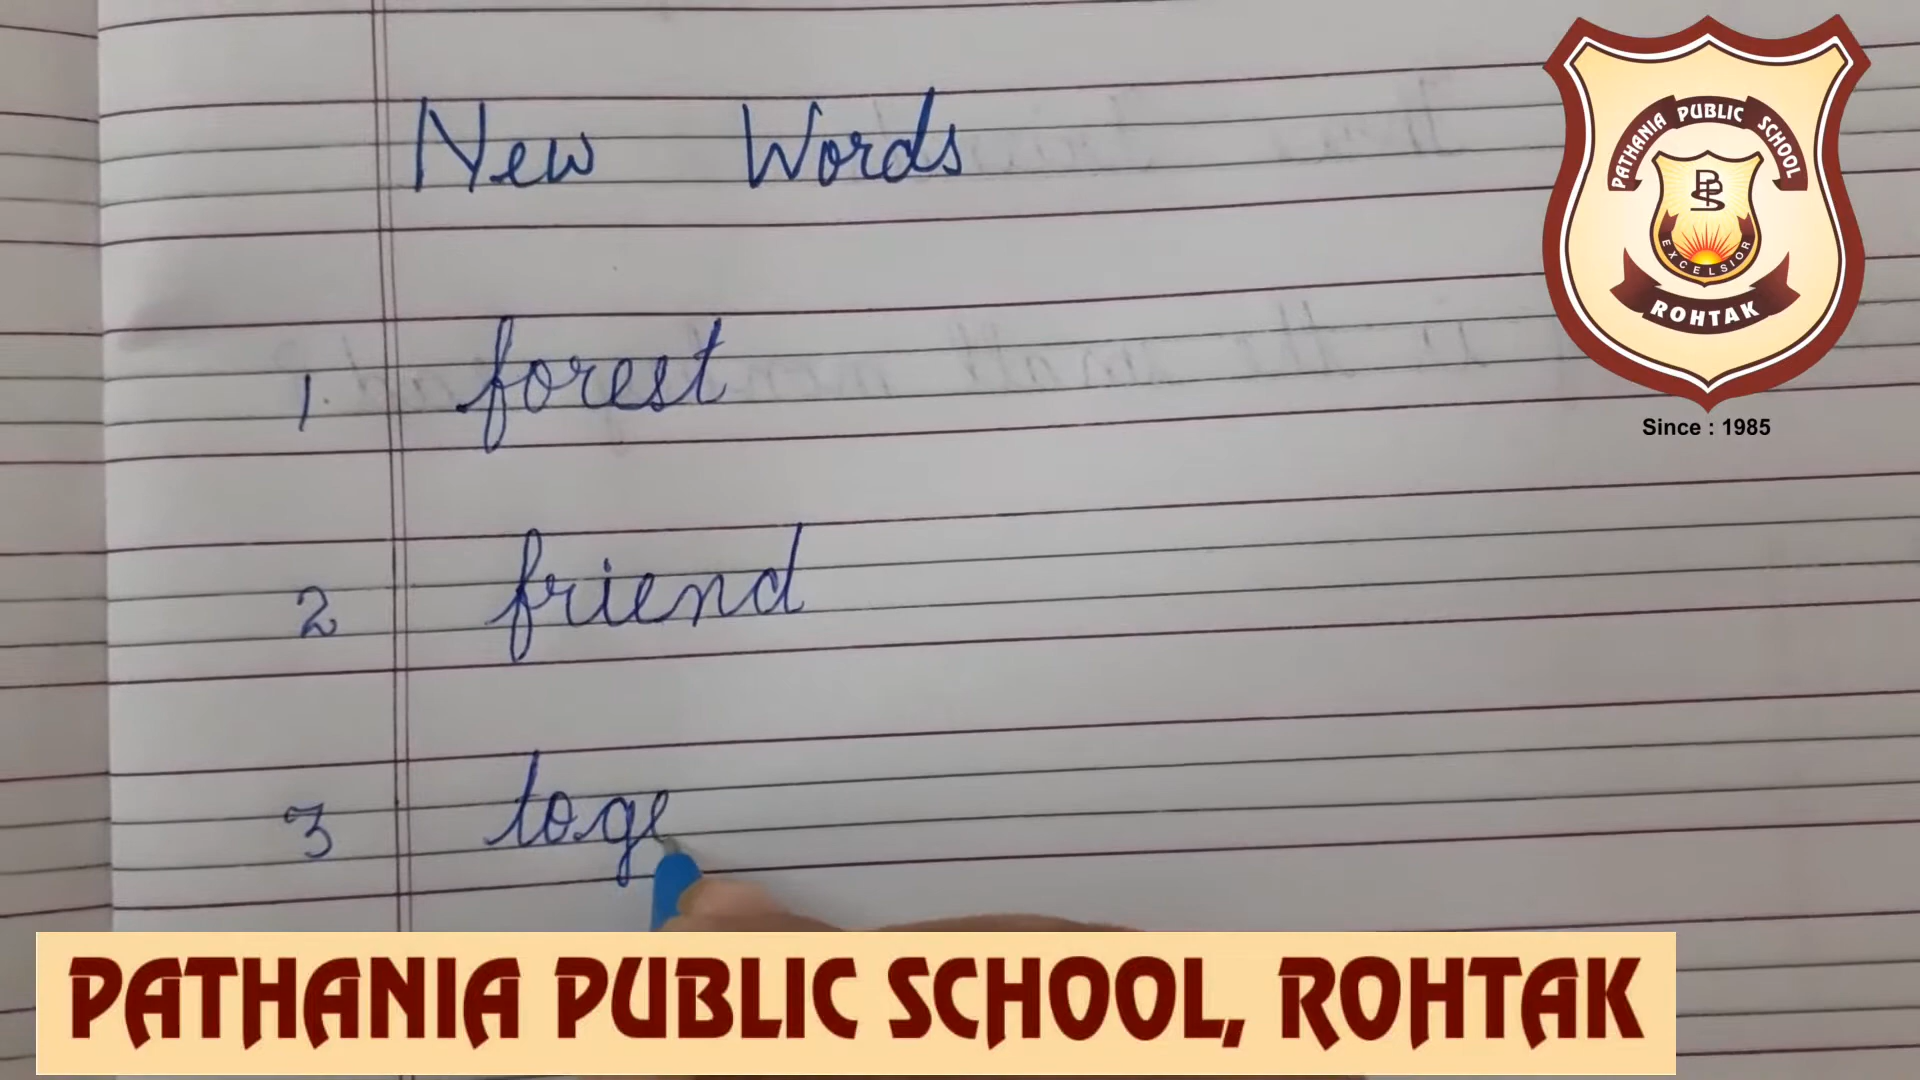 New Words
1. forest
2 friend
3 toge
PATHANIA PUBLIC SCHOOL
PS
EXCELSIOR
ROHTAK
Since : 1985
PATHANIA PUBLIC SCHOOL, ROHTAK